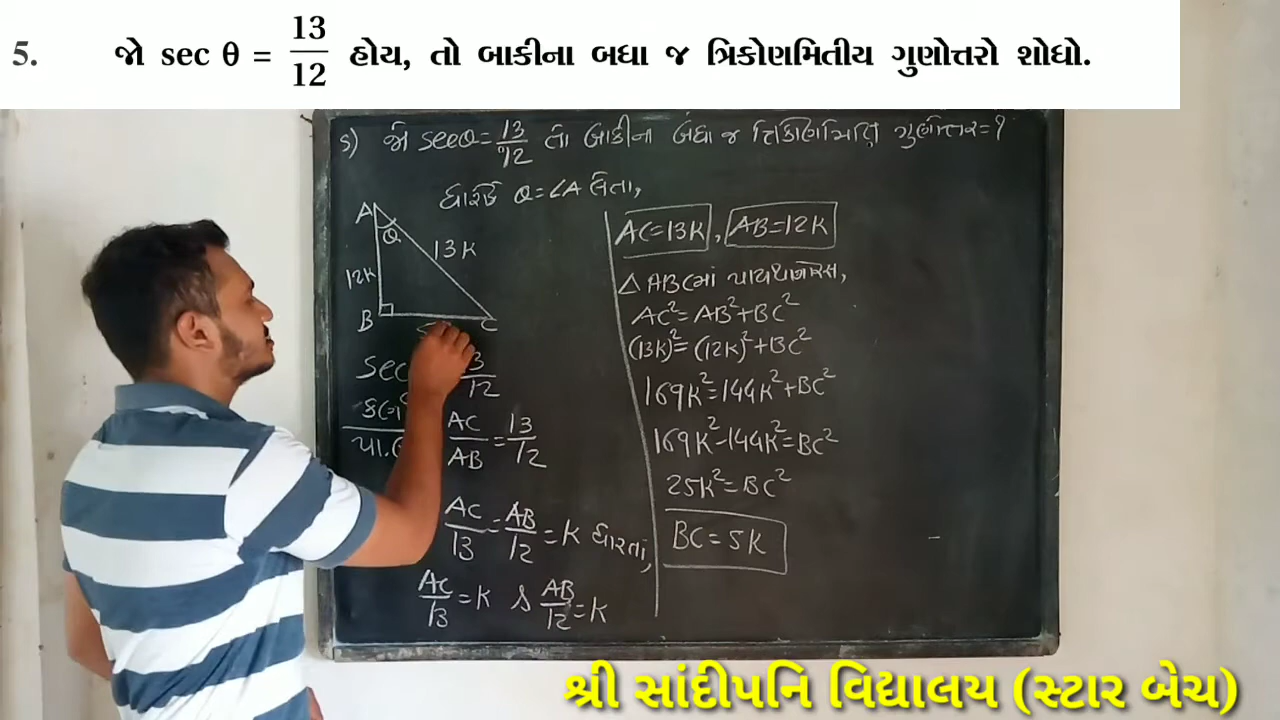 5. જો sec θ = 13/12 હોય, તો બાકીના બધા જ ત્રિકોણમિતીય ગુણોત્તરો શોધો.
5) જો secθ = 13/12 તો બાકીના બધા જ ત્રિકોણમિતિ ગુણોત્તર = ?
ધારો કે θ = ∠A લેતા,
A
θ
13K
12K
B
C
5
sec 13/12
કર્ણ
પા.
AC/AB = 13/12
AC/13 = AB/12 = K ધારતાં,
AC/13 = K & AB/12 = K
AC = 13K , AB = 12K
△ ABCમાં પાયથાગોરસ,
AC² = AB² + BC²
(13K)² = (12K)² + BC²
169K² = 144K² + BC²
169K² - 144K² = BC²
25K² = BC²
BC = 5K
શ્રી સાંદીપનિ વિદ્યાલય (સ્ટાર બેચ)